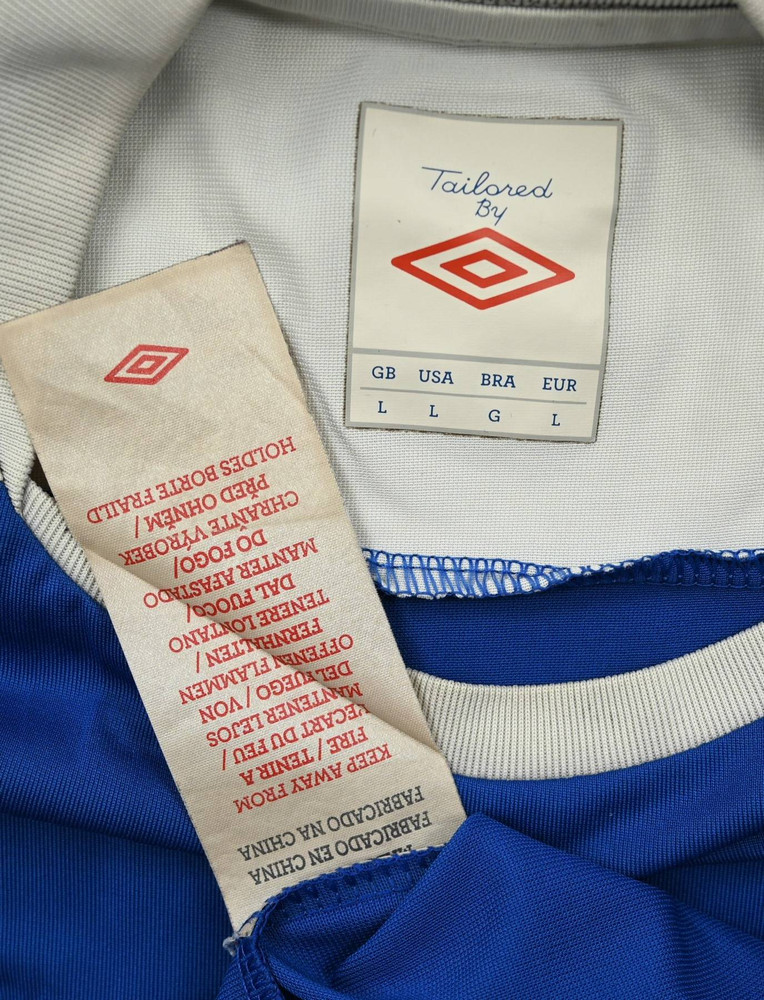 Tailored
By
GB USA BRA EUR
L L G L
FABRICADO EN CHINA
FABRICADO NA CHINA
KEEP AWAY FROM
FIRE / TENIR A
L'ECART DU FEU /
MANTENER LEJOS
DEL FUEGO / VON
OFFENEN FLAMMEN
FERNHALTEN /
TENERE LONTANO
DAL FUOCO/
MANTER AFASTADO
DO FOGO/
CHRAŇTE VÝROBEK
PŘED OHNĚM /
HOLDES BORTE FRAILD